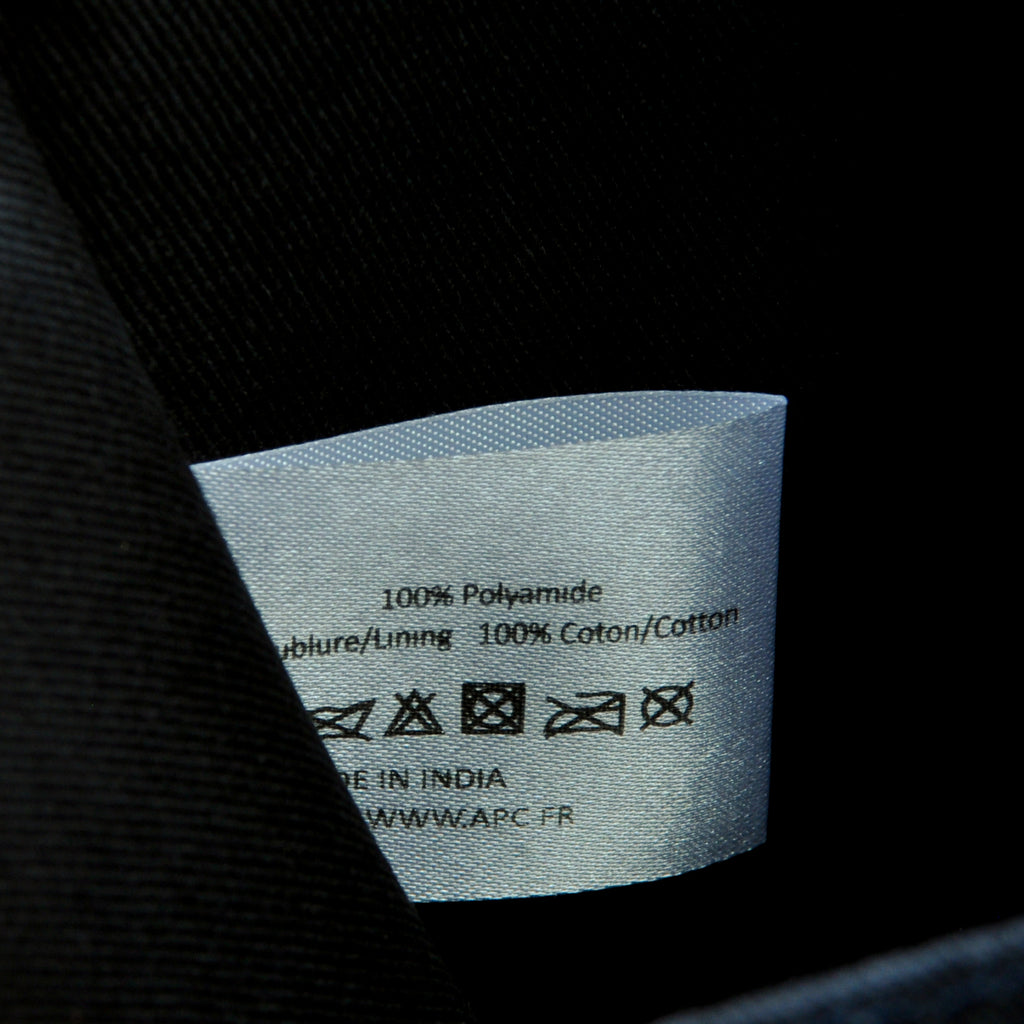 100% Polyamide
ublure/Lining 100% Coton/Cotton
DE IN INDIA
WWW.APC.FR